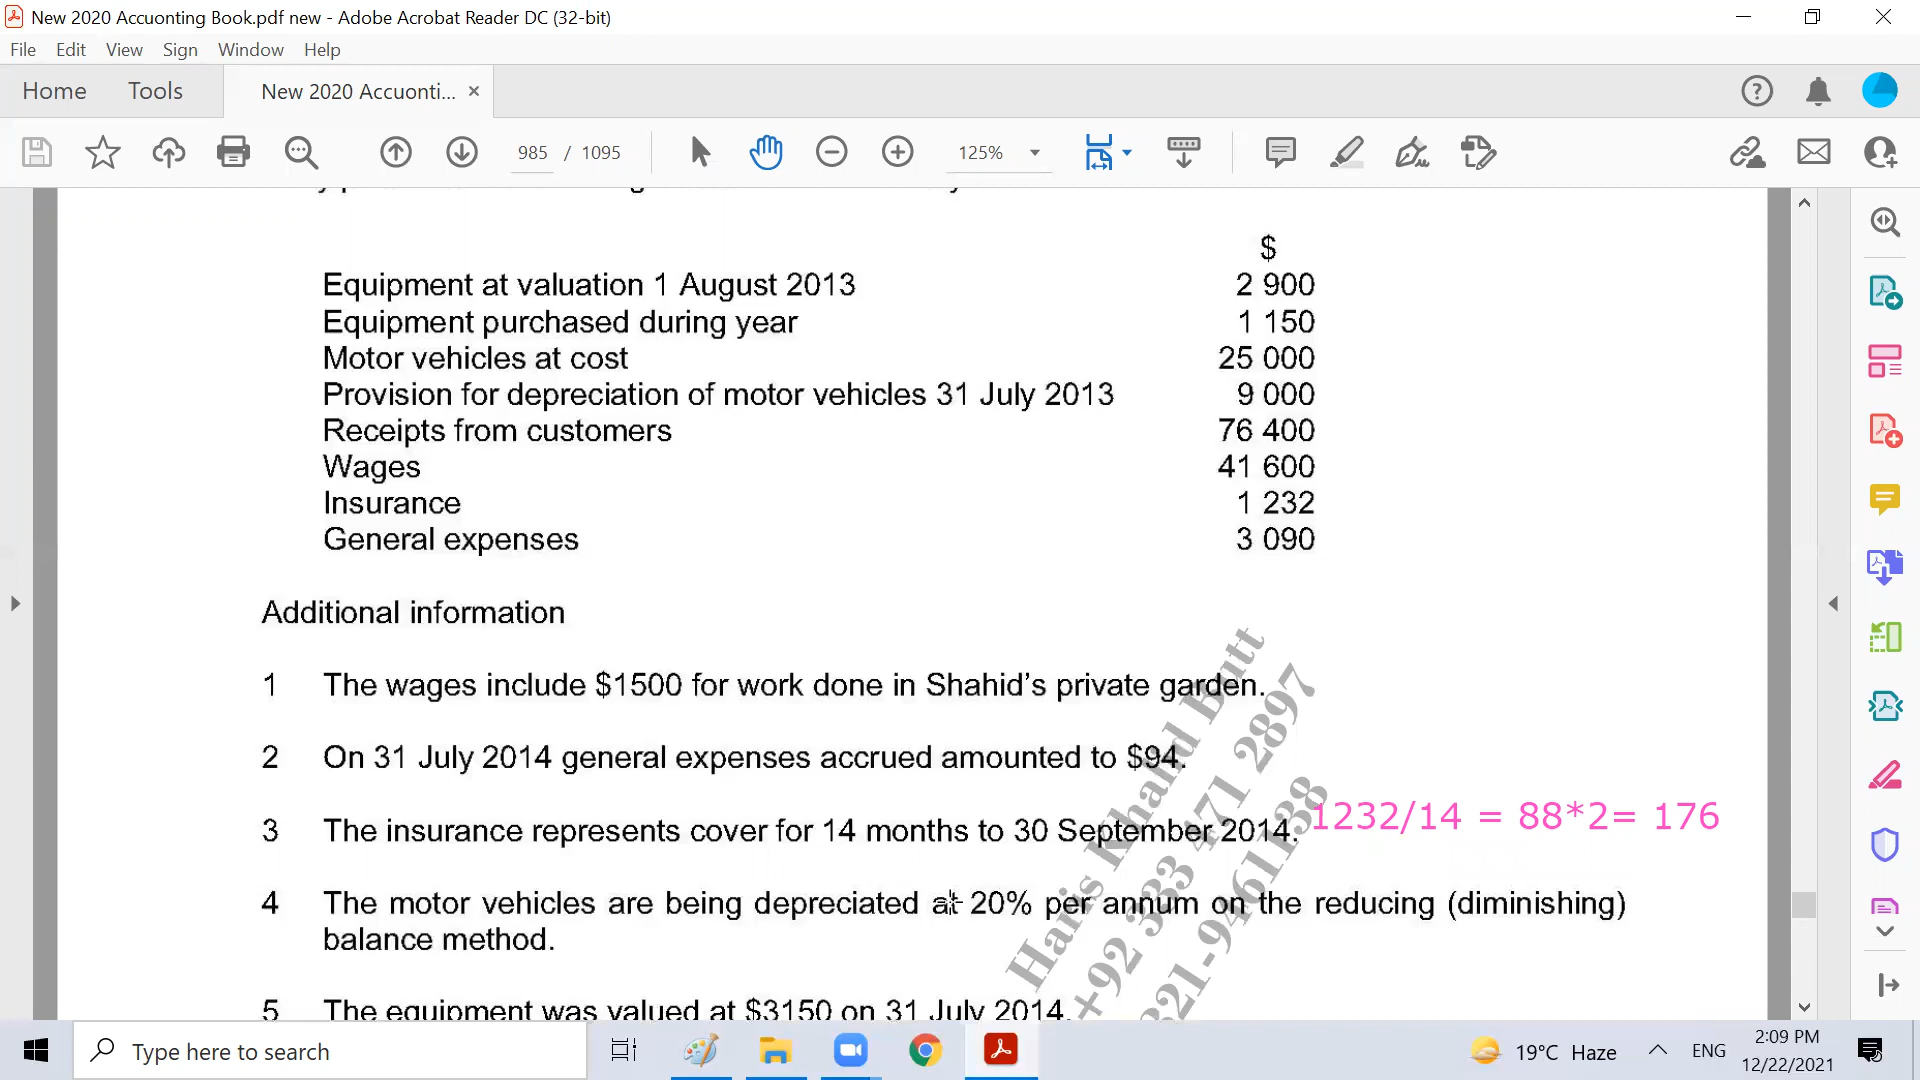 New 2020 Accuonting Book.pdf new - Adobe Acrobat Reader DC (32-bit)
File Edit View Sign Window Help
Home Tools New 2020 Accuonti... ×
985 / 1095 125%
$
Equipment at valuation 1 August 2013 2 900
Equipment purchased during year 1 150
Motor vehicles at cost 25 000
Provision for depreciation of motor vehicles 31 July 2013 9 000
Receipts from customers 76 400
Wages 41 600
Insurance 1 232
General expenses 3 090
Additional information
1 The wages include $1500 for work done in Shahid's private garden.
2 On 31 July 2014 general expenses accrued amounted to $94.
3 The insurance represents cover for 14 months to 30 September 2014. 1232/14 = 88*2= 176
4 The motor vehicles are being depreciated at 20% per annum on the reducing (diminishing)
balance method.
5 The equipment was valued at $3150 on 31 July 2014.
Haris Khalid Butt
+92 333 471 2897
321-9461138
Type here to search
19°C Haze ENG 2:09 PM
12/22/2021